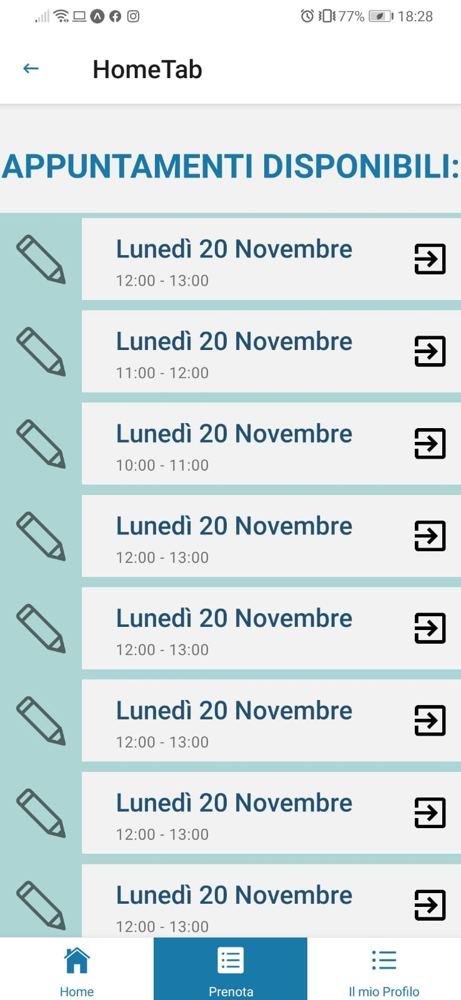 77% 18:28
HomeTab
APPUNTAMENTI DISPONIBILI:
Lunedì 20 Novembre
12:00 - 13:00
Lunedì 20 Novembre
11:00 - 12:00
Lunedì 20 Novembre
10:00 - 11:00
Lunedì 20 Novembre
12:00 - 13:00
Lunedì 20 Novembre
12:00 - 13:00
Lunedì 20 Novembre
12:00 - 13:00
Lunedì 20 Novembre
12:00 - 13:00
Lunedì 20 Novembre
12:00 - 13:00
Home Prenota Il mio Profilo